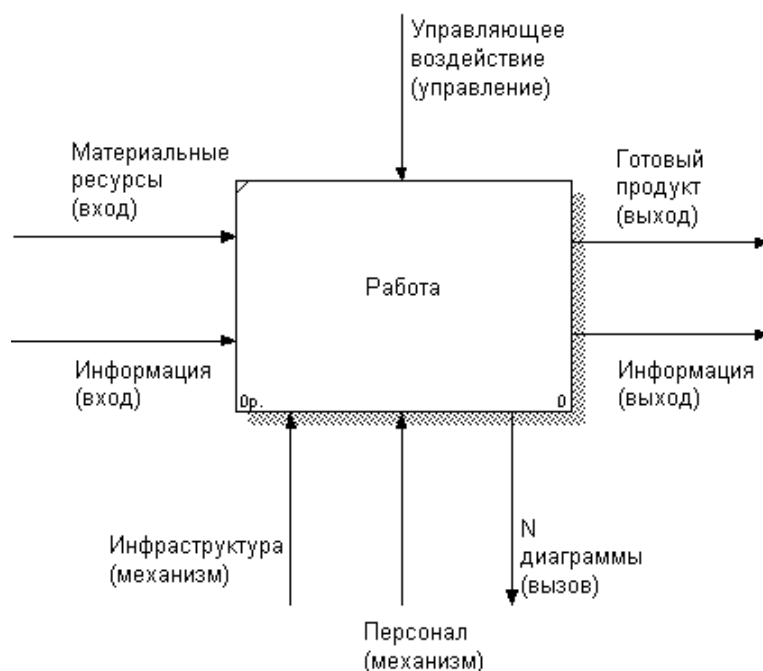 Управляющее
воздействие
(управление)
Материальные
ресурсы
(вход)
Готовый
продукт
(выход)
Работа
Информация
(вход)
Информация
(выход)
0р.
0
Инфраструктура
(механизм)
N
диаграммы
(вызов)
Персонал
(механизм)